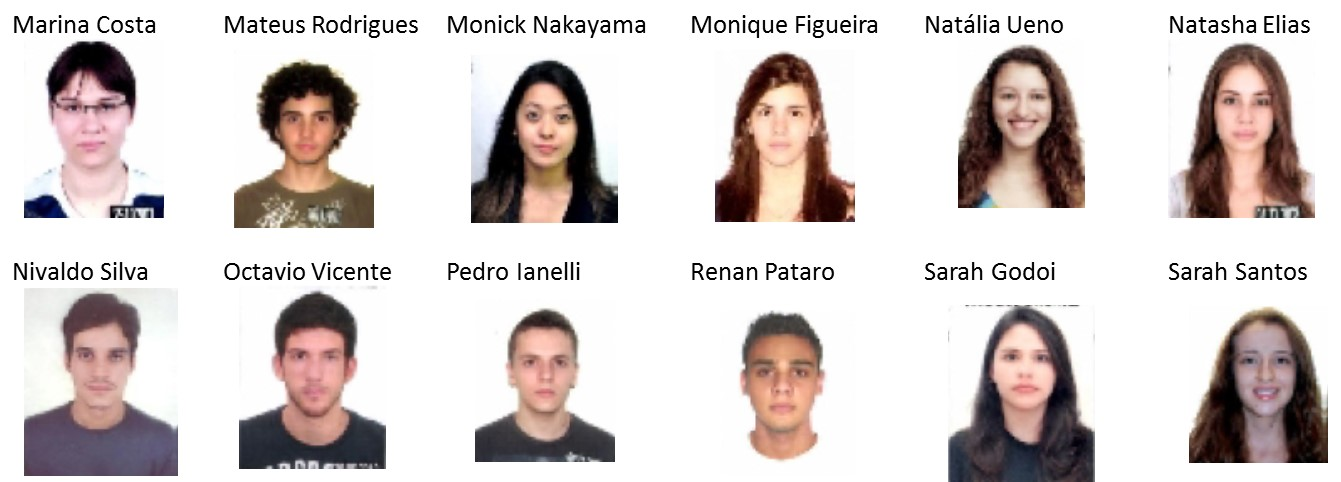 Marina Costa Mateus Rodrigues Monick Nakayama Monique Figueira Natália Ueno Natasha Elias
Nivaldo Silva Octavio Vicente Pedro Ianelli Renan Pataro Sarah Godoi Sarah Santos